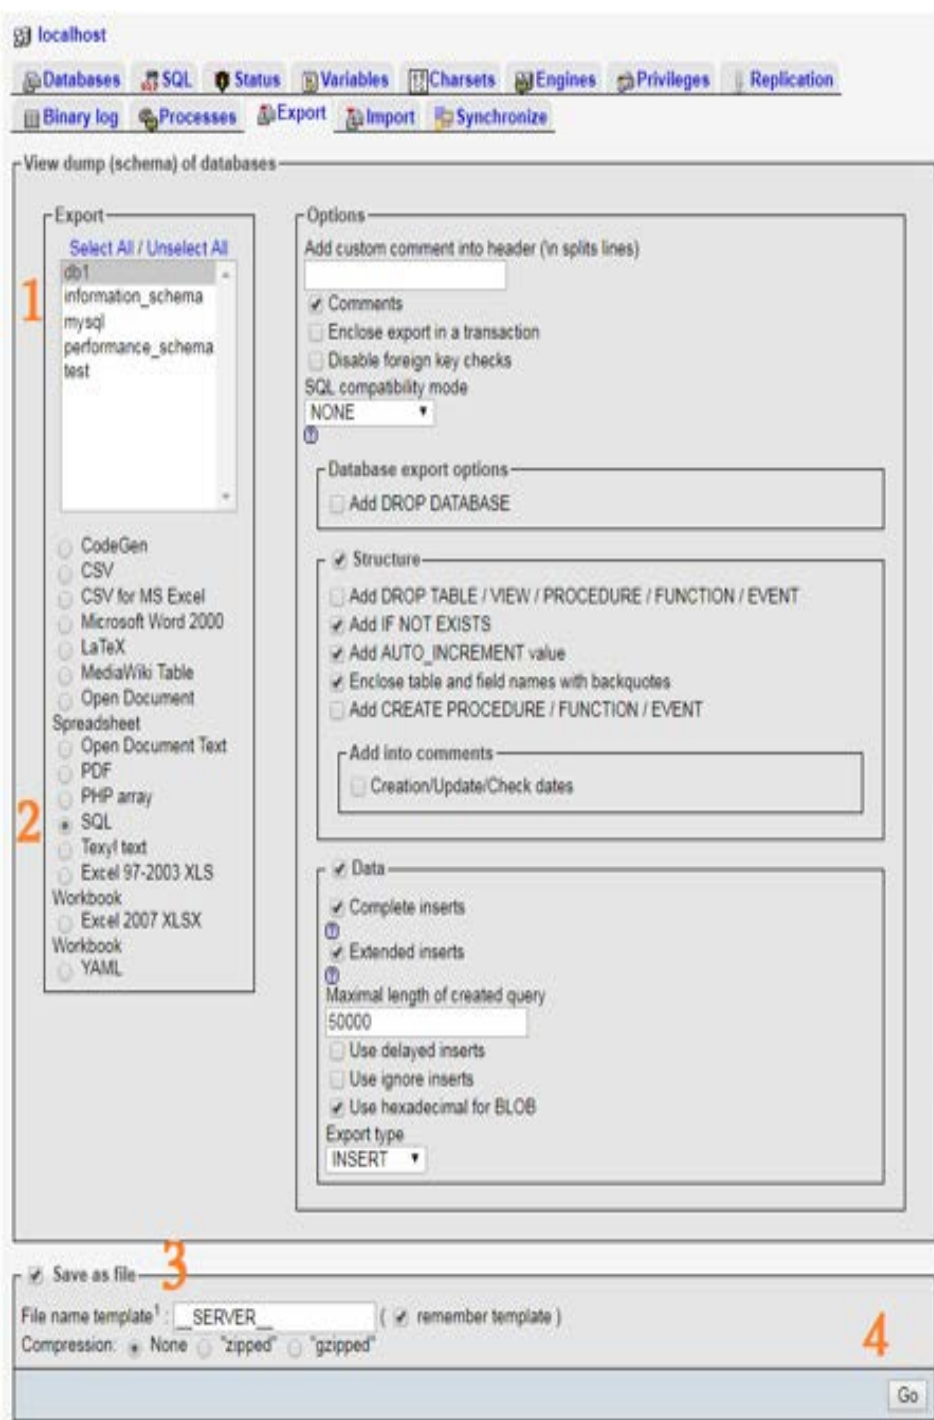 localhost
Databases SQL Status Variables Charsets Engines Privileges Replication
Binary log Processes Export Import Synchronize
View dump (schema) of databases
Export
Select All / Unselect All
1
db1
information_schema
mysql
performance_schema
test
CodeGen
CSV
CSV for MS Excel
Microsoft Word 2000
LaTeX
MediaWiki Table
Open Document
Spreadsheet
Open Document Text
PDF
PHP array
2
SQL
Texy! text
Excel 97-2003 XLS
Workbook
Excel 2007 XLSX
Workbook
YAML
Options
Add custom comment into header (\n splits lines)
Comments
Enclose export in a transaction
Disable foreign key checks
SQL compatibility mode
NONE
Database export options
Add DROP DATABASE
Structure
Add DROP TABLE / VIEW / PROCEDURE / FUNCTION / EVENT
Add IF NOT EXISTS
Add AUTO_INCREMENT value
Enclose table and field names with backquotes
Add CREATE PROCEDURE / FUNCTION / EVENT
Add into comments
Creation/Update/Check dates
Data
Complete inserts
Extended inserts
Maximal length of created query
50000
Use delayed inserts
Use ignore inserts
Use hexadecimal for BLOB
Export type
INSERT
3
Save as file
File name template¹ : __SERVER__ ( remember template )
Compression: None "zipped" "gzipped"
4
Go